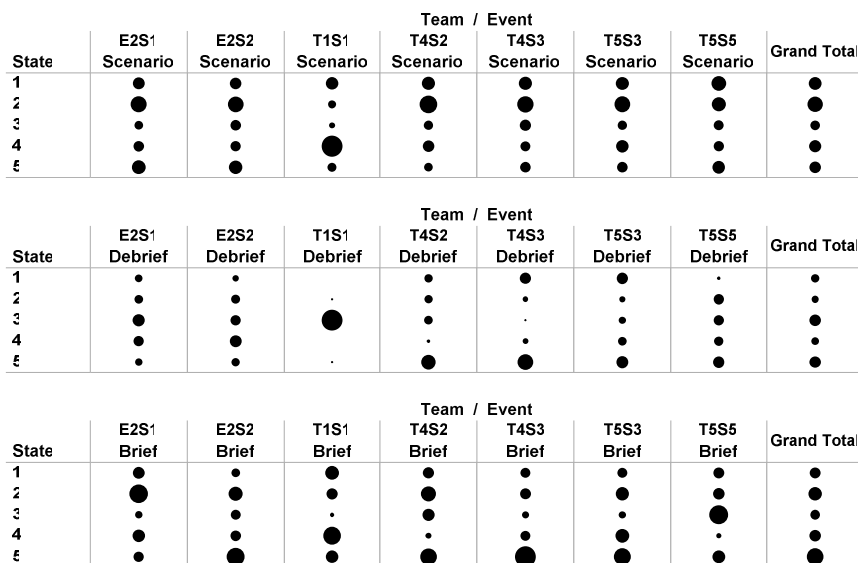 Team / Event
E2S1 E2S2 T1S1 T4S2 T4S3 T5S3 T5S5 Grand Total
State Scenario Scenario Scenario Scenario Scenario Scenario Scenario
1
2
3
4
5
Team / Event
E2S1 E2S2 T1S1 T4S2 T4S3 T5S3 T5S5 Grand Total
State Debrief Debrief Debrief Debrief Debrief Debrief Debrief
1
2
3
4
5
Team / Event
E2S1 E2S2 T1S1 T4S2 T4S3 T5S3 T5S5 Grand Total
State Brief Brief Brief Brief Brief Brief Brief
1
2
3
4
5